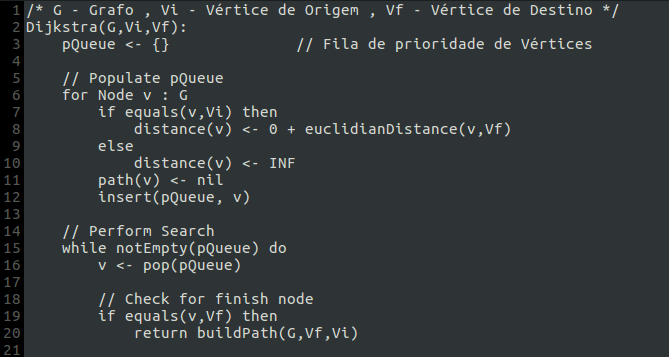 1 /* G - Grafo , Vi - Vértice de Origem , Vf - Vértice de Destino */
2 Dijkstra(G,Vi,Vf):
3     pQueue <- {}              // Fila de prioridade de Vértices
4
5     // Populate pQueue
6     for Node v : G
7         if equals(v,Vi) then
8             distance(v) <- 0 + euclidianDistance(v,Vf)
9         else
10             distance(v) <- INF
11         path(v) <- nil
12         insert(pQueue, v)
13
14     // Perform Search
15     while notEmpty(pQueue) do
16         v <- pop(pQueue)
17
18         // Check for finish node
19         if equals(v,Vf) then
20             return buildPath(G,Vf,Vi)
21